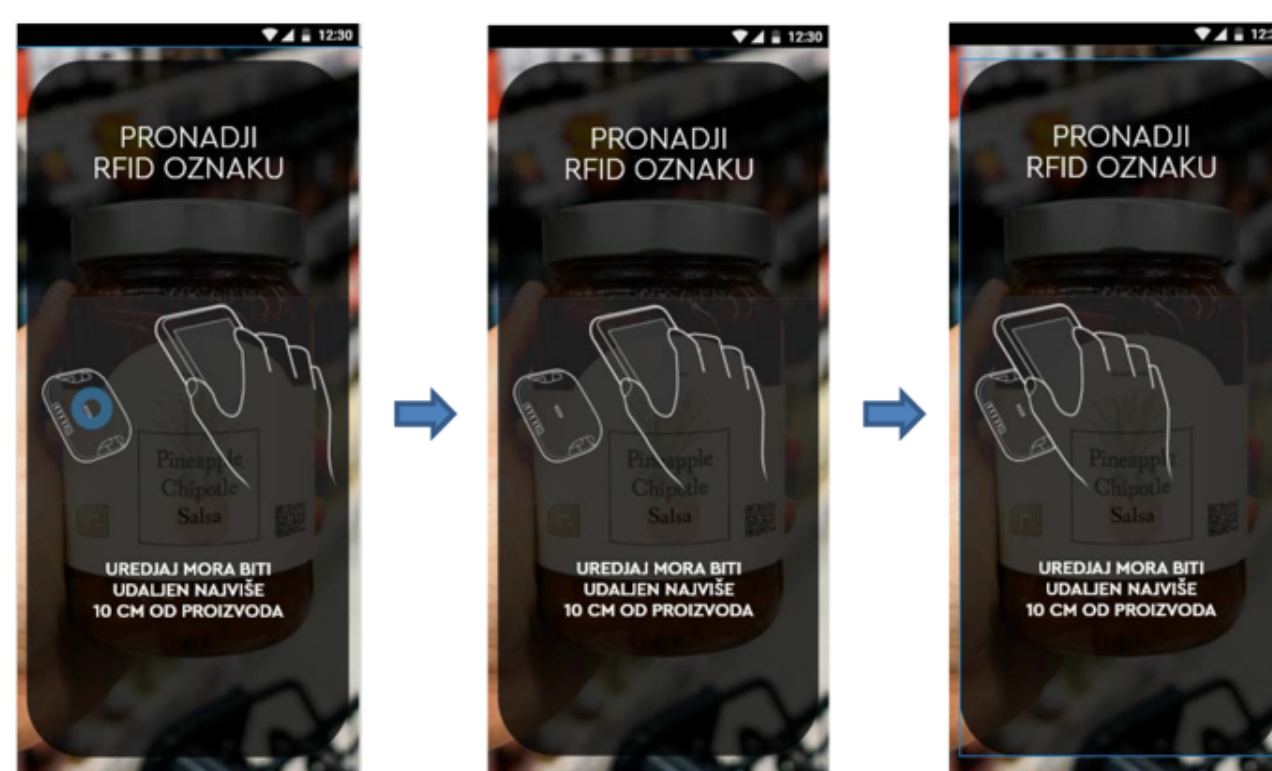 12:30
PRONADJI
RFID OZNAKU
Pineapple
Chipotle
Salsa
UREDJAJ MORA BITI
UDALJEN NAJVIŠE
10 CM OD PROIZVODA
12:30
PRONADJI
RFID OZNAKU
Pineapple
Chipotle
Salsa
UREDJAJ MORA BITI
UDALJEN NAJVIŠE
10 CM OD PROIZVODA
PRONADJI
RFID OZNAKU
Pineapple
Chipotle
Salsa
UREDJAJ MORA BITI
UDALJEN NAJVIŠE
10 CM OD PROIZVODA